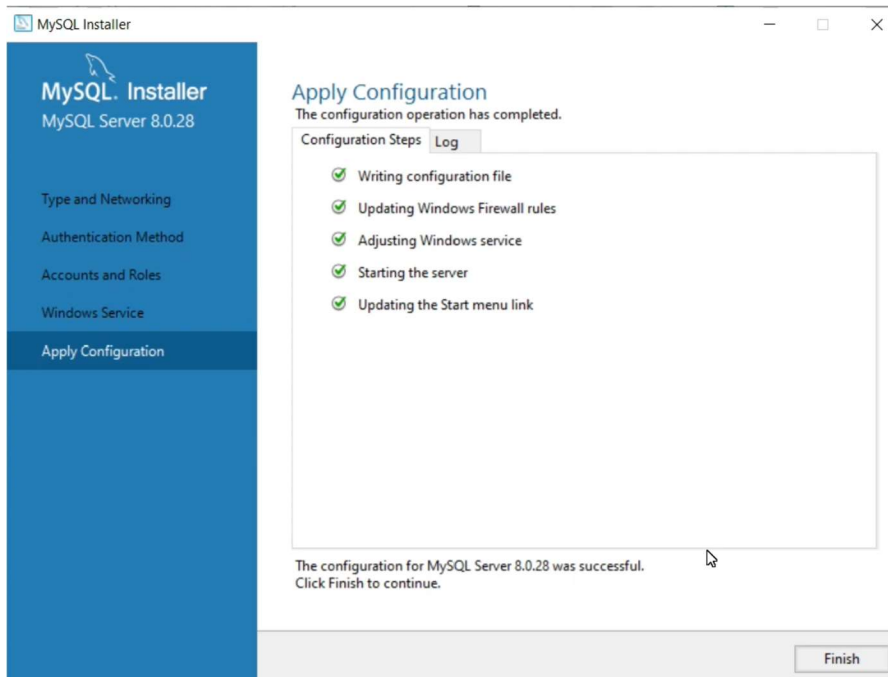 MySQL Installer
MySQL. Installer
MySQL Server 8.0.28
Type and Networking
Authentication Method
Accounts and Roles
Windows Service
Apply Configuration
Apply Configuration
The configuration operation has completed.
Configuration Steps
Log
Writing configuration file
Updating Windows Firewall rules
Adjusting Windows service
Starting the server
Updating the Start menu link
The configuration for MySQL Server 8.0.28 was successful.
Click Finish to continue.
Finish